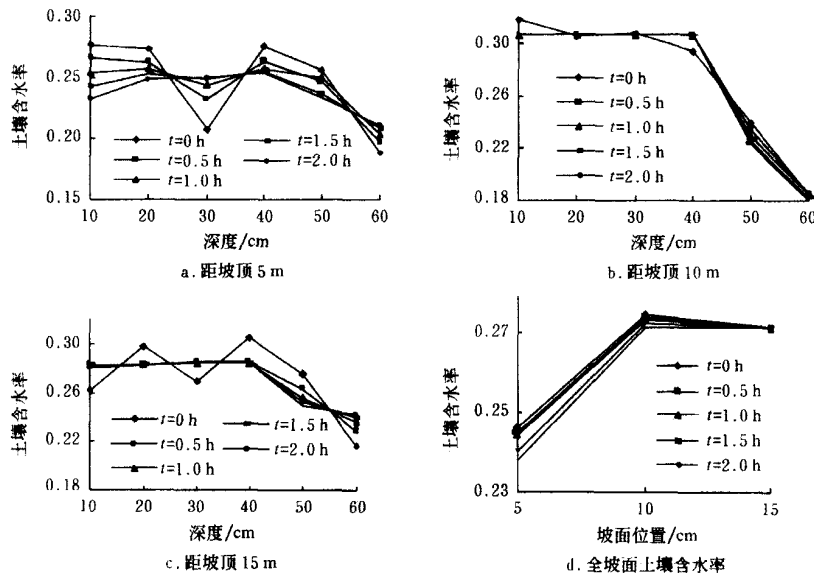 0.30
0.25
0.20
0.15
土壤含水率
t=0 h
t=0.5 h
t=1.0 h
t=1.5 h
t=2.0 h
10 20 30 40 50 60
深度/cm
a.距坡顶 5 m
0.30
0.26
0.22
0.18
土壤含水率
t=0 h
t=0.5 h
t=1.0 h
t=1.5 h
t=2.0 h
10 20 30 40 50 60
深度/cm
b.距坡顶 10 m
0.30
0.26
0.22
0.18
土壤含水率
t=0 h
t=0.5 h
t=1.0 h
t=1.5 h
t=2.0 h
10 20 30 40 50 60
深度/cm
c.距坡顶 15 m
0.27
0.25
0.23
土壤含水率
t=0 h
t=0.5 h
t=1.0 h
t=1.5 h
t=2.0 h
5 10 15
坡面位置/cm
d.全坡面土壤含水率